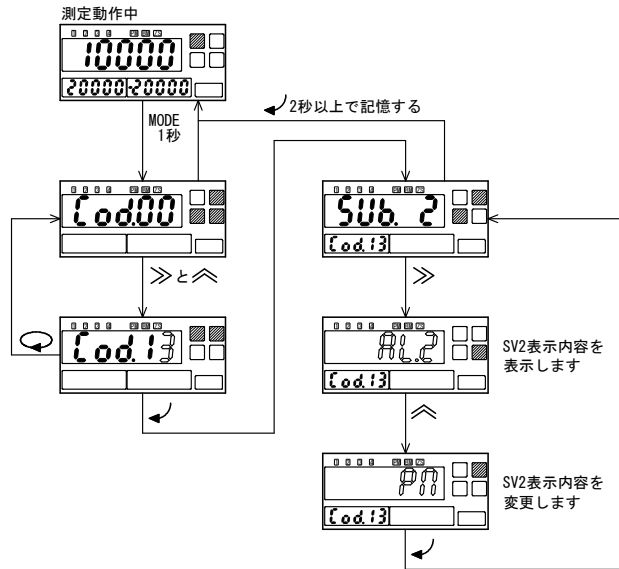 測定動作中
10000
20000 -20000
2秒以上で記憶する
MODE
1秒
Cod.00
SUb. 2
Cod.13
≫と︽
≫
Cod.13
AL.2
Cod.13
SV2表示内容を
表示します
︽
PM
Cod.13
SV2表示内容を
変更します